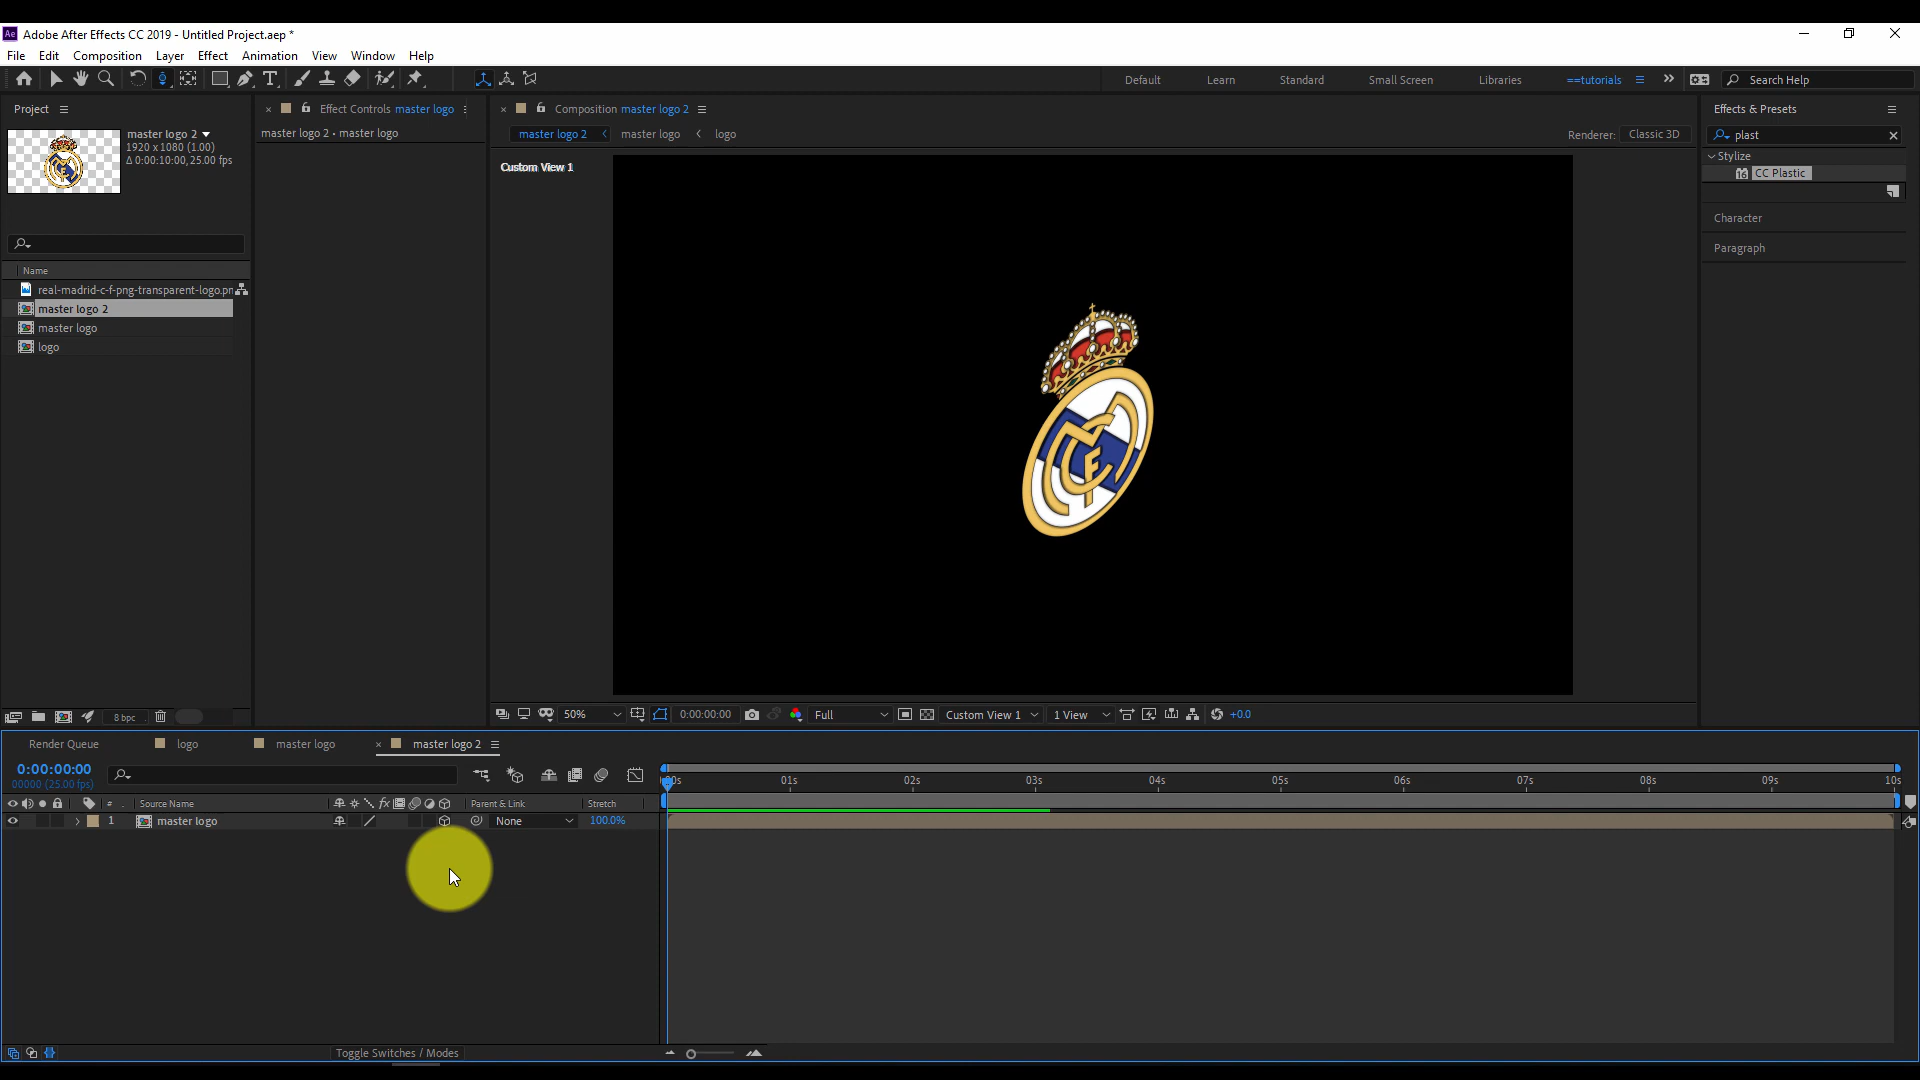 Ae Adobe After Effects CC 2019 - Untitled Project.aep *
File Edit Composition Layer Effect Animation View Window Help
Default Learn Standard Small Screen Libraries ==tutorials Search Help
Project
master logo 2
1920 x 1080 (1.00)
Δ 0:00:10:00, 25.00 fps
Name
real-madrid-c-f-png-transparent-logo.pn
master logo 2
master logo
logo
8 bpc
Effect Controls master logo
master logo 2 • master logo
Composition master logo 2
master logo 2 master logo logo
Renderer: Classic 3D
Custom View 1
50% 0:00:00:00 Full Custom View 1 1 View +0.0
Effects & Presets
plast
Stylize
16 CC Plastic
Character
Paragraph
Render Queue logo master logo master logo 2
0:00:00:00
00000 (25.00 fps)
# Source Name fx Parent & Link Stretch
1 master logo None 100.0%
00s 01s 02s 03s 04s 05s 06s 07s 08s 09s 10s
Toggle Switches / Modes